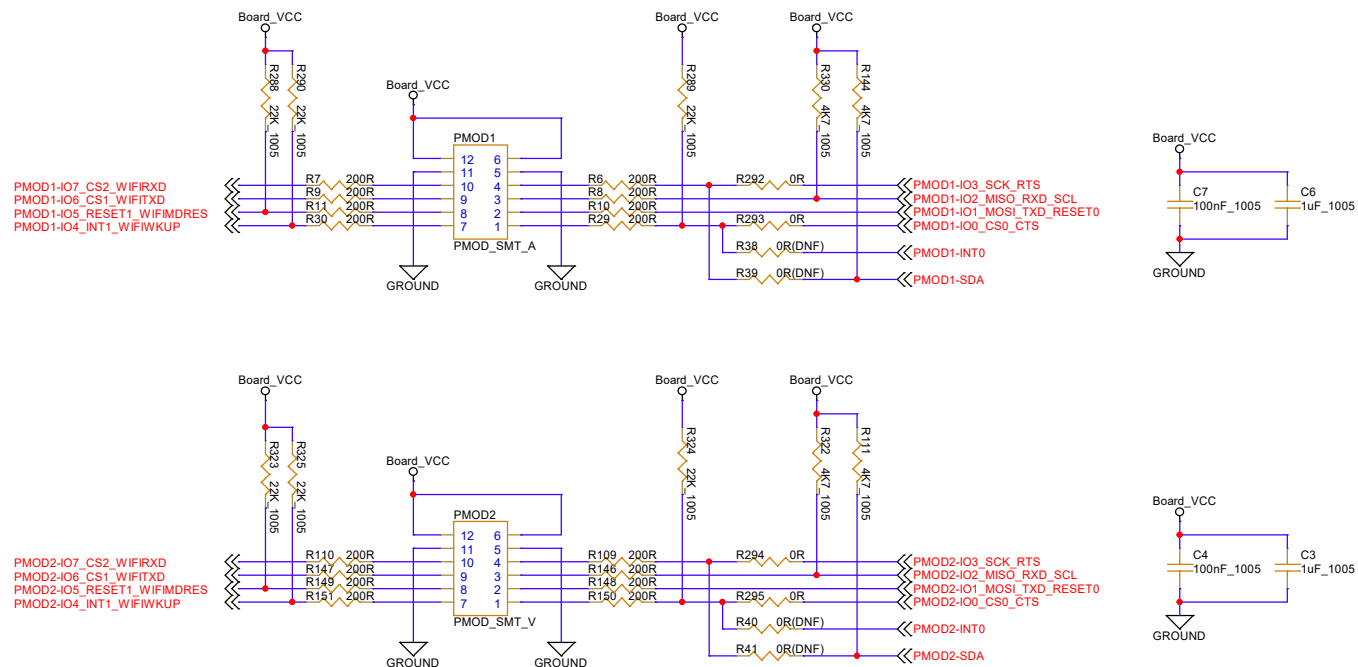 Board_VCC
Board_VCC
Board_VCC
R288
22K_1005
R290
22K_1005
R289
22K_1005
R330
4K7_1005
R144
4K7_1005
Board_VCC
PMOD1
12 6
11 5
10 4
9 3
8 2
7 1
PMOD_SMT_A
PMOD1-IO7_CS2_WIFIRXD R7 200R R6 200R R292 0R PMOD1-IO3_SCK_RTS
PMOD1-IO6_CS1_WIFITXD R9 200R R8 200R PMOD1-IO2_MISO_RXD_SCL
PMOD1-IO5_RESET1_WIFIMDRES R11 200R R10 200R PMOD1-IO1_MOSI_TXD_RESET0
PMOD1-IO4_INT1_WIFIWKUP R30 200R R29 200R R293 0R PMOD1-IO0_CS0_CTS
R38 0R(DNF) PMOD1-INT0
R39 0R(DNF) PMOD1-SDA
GROUND
GROUND
Board_VCC
C7
100nF_1005
C6
1uF_1005
GROUND
Board_VCC
Board_VCC
Board_VCC
R323
22K_1005
R325
22K_1005
R324
22K_1005
R322
4K7_1005
R111
4K7_1005
Board_VCC
PMOD2
12 6
11 5
10 4
9 3
8 2
7 1
PMOD_SMT_V
PMOD2-IO7_CS2_WIFIRXD R110 200R R109 200R R294 0R PMOD2-IO3_SCK_RTS
PMOD2-IO6_CS1_WIFITXD R147 200R R146 200R PMOD2-IO2_MISO_RXD_SCL
PMOD2-IO5_RESET1_WIFIMDRES R149 200R R148 200R PMOD2-IO1_MOSI_TXD_RESET0
PMOD2-IO4_INT1_WIFIWKUP R151 200R R150 200R R295 0R PMOD2-IO0_CS0_CTS
R40 0R(DNF) PMOD2-INT0
R41 0R(DNF) PMOD2-SDA
GROUND
GROUND
Board_VCC
C4
100nF_1005
C3
1uF_1005
GROUND